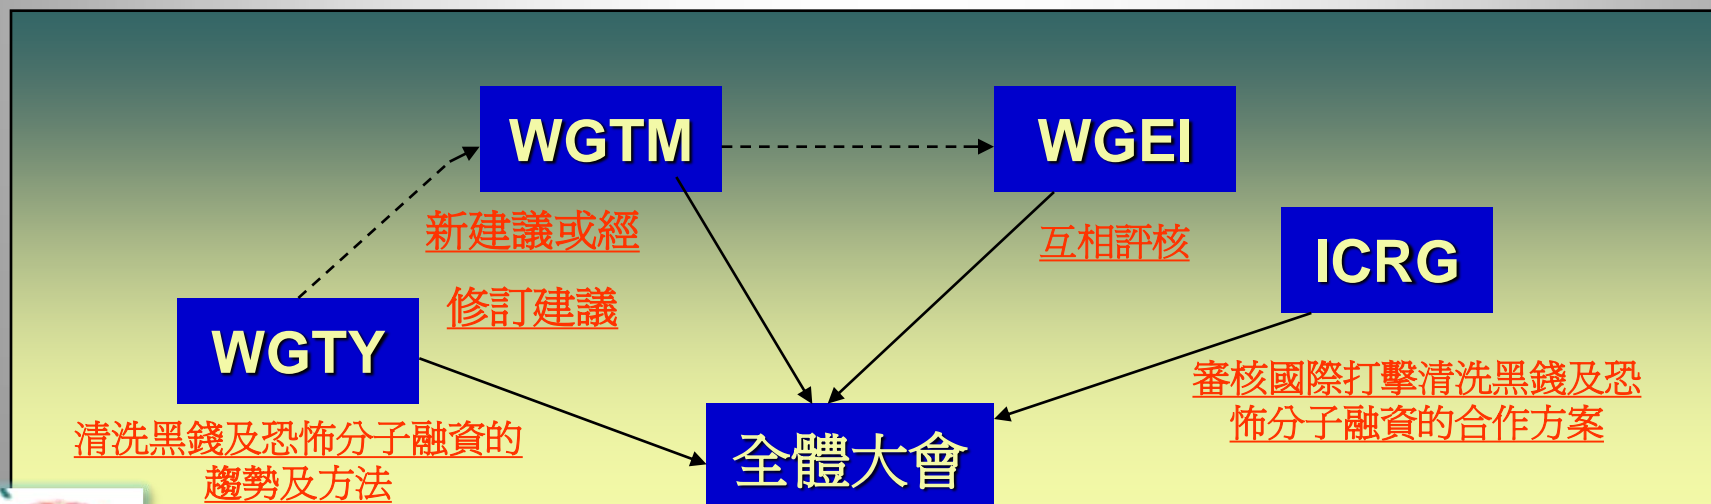 WGTM
WGEI
新建議或經
修訂建議
互相評核
ICRG
WGTY
清洗黑錢及恐怖分子融資的
趨勢及方法
審核國際打擊清洗黑錢及恐
怖分子融資的合作方案
全體大會